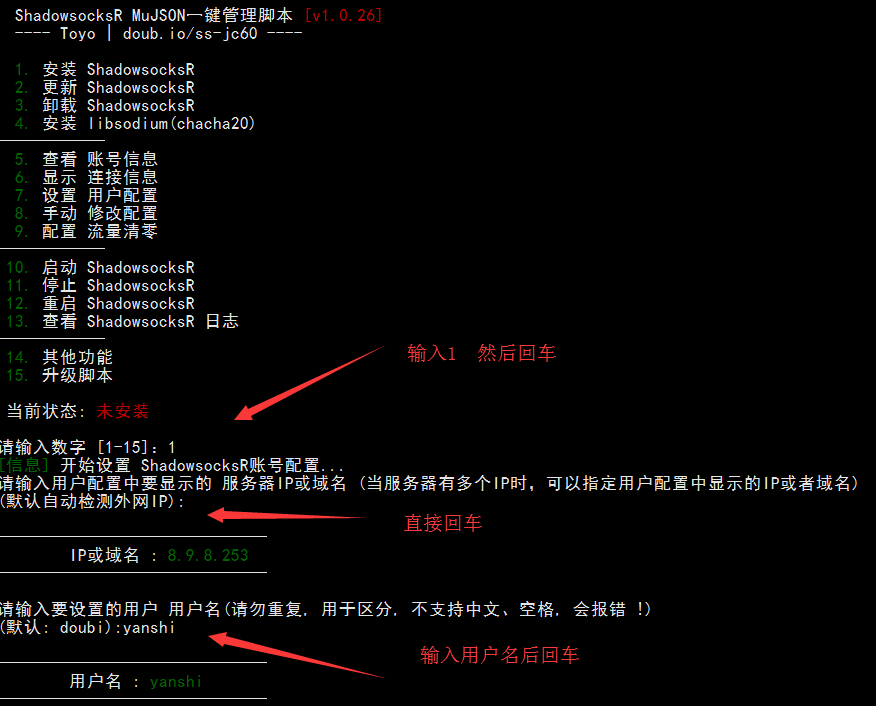 ShadowsocksR MuJSON一键管理脚本 [v1.0.26]
---- Toyo | doub.io/ss-jc60 ----
1. 安装 ShadowsocksR
2. 更新 ShadowsocksR
3. 卸载 ShadowsocksR
4. 安装 libsodium(chacha20)
5. 查看 账号信息
6. 显示 连接信息
7. 设置 用户配置
8. 手动 修改配置
9. 配置 流量清零
10. 启动 ShadowsocksR
11. 停止 ShadowsocksR
12. 重启 ShadowsocksR
13. 查看 ShadowsocksR 日志
14. 其他功能
15. 升级脚本
输入1 然后回车
当前状态: 未安装
请输入数字 [1-15]: 1
[信息] 开始设置 ShadowsocksR账号配置...
请输入用户配置中要显示的 服务器IP或域名 (当服务器有多个IP时, 可以指定用户配置中显示的IP或者域名)
(默认自动检测外网IP):
直接回车
IP或域名 : 8.9.8.253
请输入要设置的用户 用户名(请勿重复, 用于区分, 不支持中文、空格, 会报错 !)
(默认: doubi):yanshi
输入用户名后回车
用户名 : yanshi